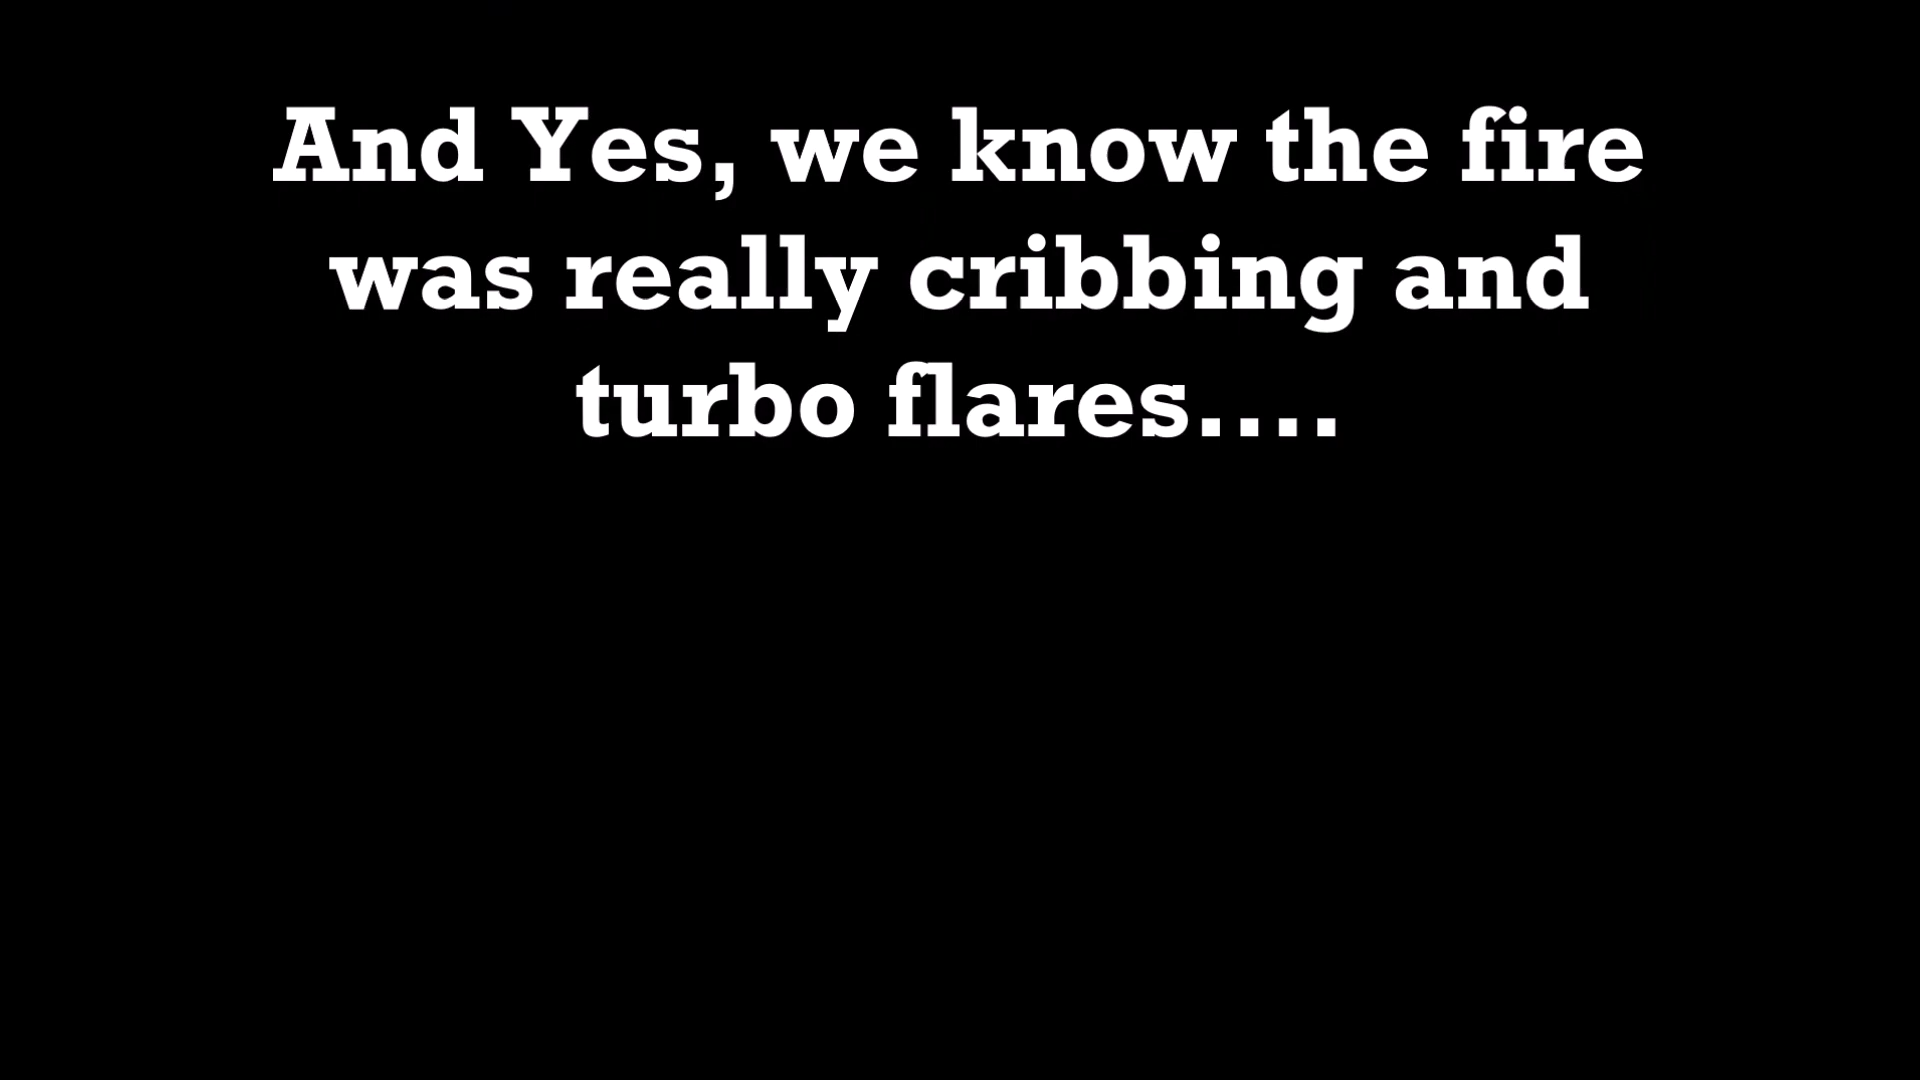 And Yes, we know the fire
was really cribbing and
turbo flares....